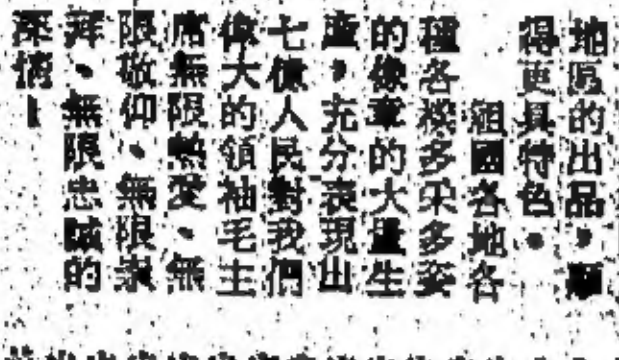 地區的出品，顯
得更具特色。
祖國各地各
種各樣多采多姿
的像章的大量生
產，充分表現出
七億人民對我們
偉大的領袖毛主
席無限熱愛、無
限敬仰、無限崇
拜、無限忠誠的
深情！